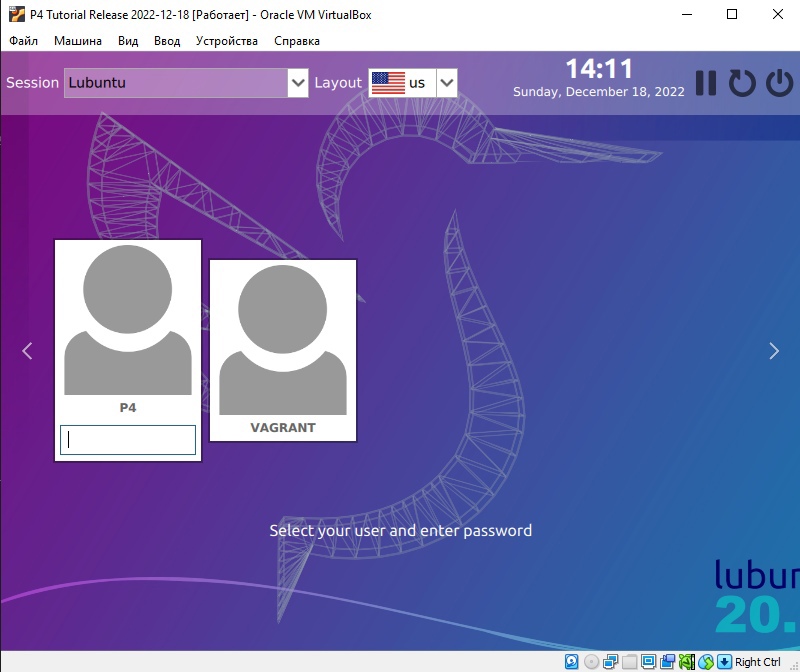 P4 Tutorial Release 2022-12-18 [Работает] - Oracle VM VirtualBox
Файл Машина Вид Ввод Устройства Справка
Session Lubuntu Layout us
14:11
Sunday, December 18, 2022
P4
VAGRANT
Select your user and enter password
lubun
20.
Right Ctrl